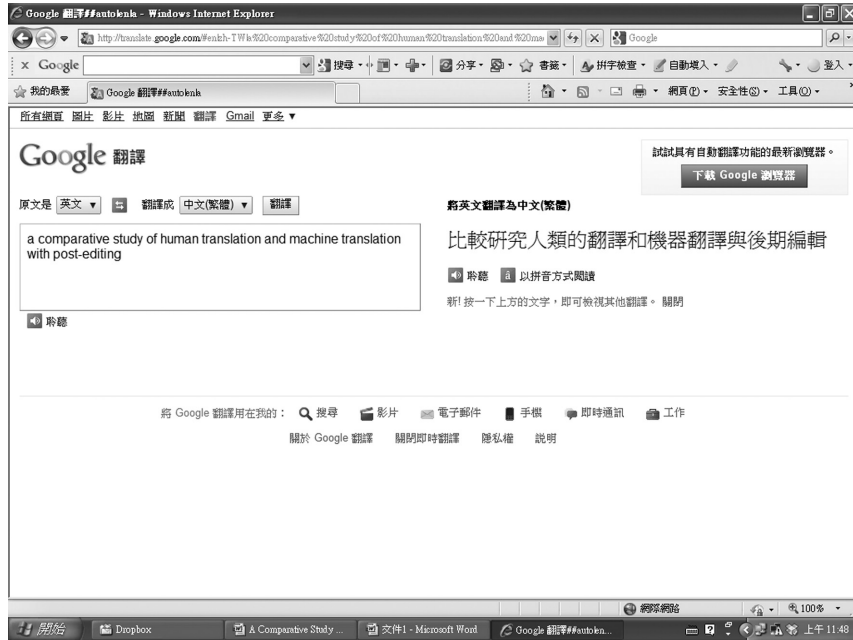 Google 翻譯##auto|en|a - Windows Internet Explorer
http://translate.google.com/#en|zh-TW|a%20comparative%20study%20of%20human%20translation%20and%20ma
Google
x Google 搜尋 分享 書籤 拼字檢查 自動填入 登入
我的最愛 Google 翻譯##auto|en|a 網頁(P) 安全性(S) 工具(O)
所有網頁 圖片 影片 地圖 新聞 翻譯 Gmail 更多 ▼
Google 翻譯
試試具有自動翻譯功能的最新瀏覽器。
下載 Google 瀏覽器
原文是 英文 ▼ 翻譯成 中文(繁體) ▼ 翻譯
a comparative study of human translation and machine translation
with post-editing
聆聽
將英文翻譯為中文(繁體)
比較研究人類的翻譯和機器翻譯與後期編輯
聆聽 ā 以拼音方式閱讀
新! 按一下上方的文字，即可檢視其他翻譯。 關閉
將 Google 翻譯用在我的： 搜尋 影片 電子郵件 手機 即時通訊 工作
關於 Google 翻譯 關閉即時翻譯 隱私權 說明
網際網路 100%
開始 Dropbox A Comparative Study ... 文件1 - Microsoft Word Google 翻譯##auto|en... 上午 11:48